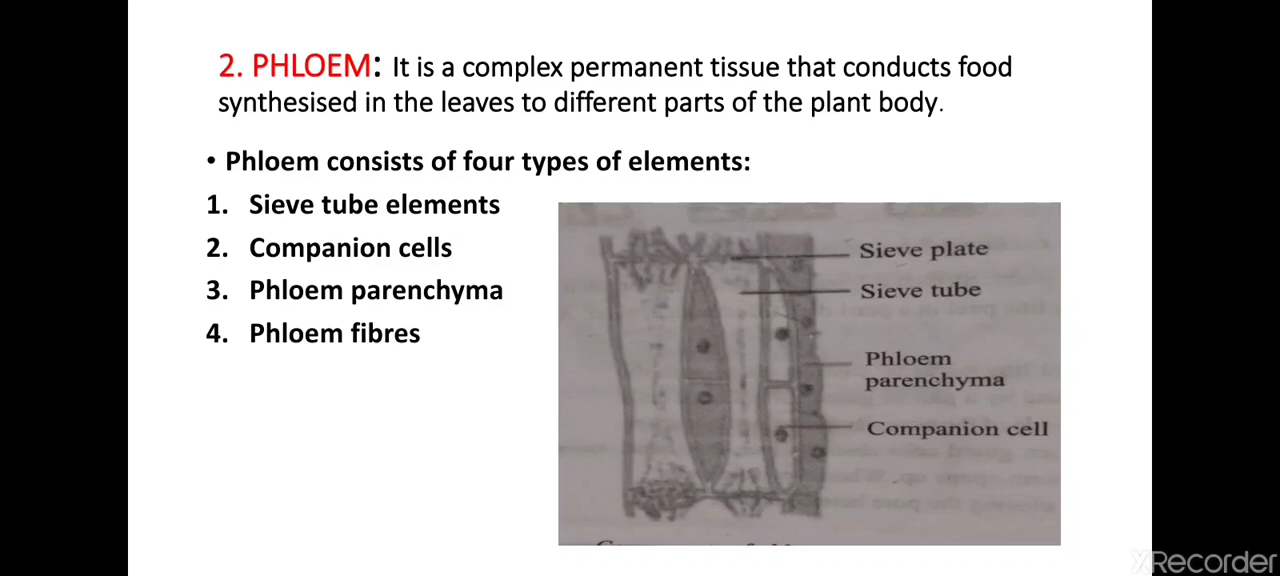 2. PHLOEM: It is a complex permanent tissue that conducts food
synthesised in the leaves to different parts of the plant body.
• Phloem consists of four types of elements:
1. Sieve tube elements
2. Companion cells
3. Phloem parenchyma
4. Phloem fibres
Sieve plate
Sieve tube
Phloem
parenchyma
Companion cell
XRecorder